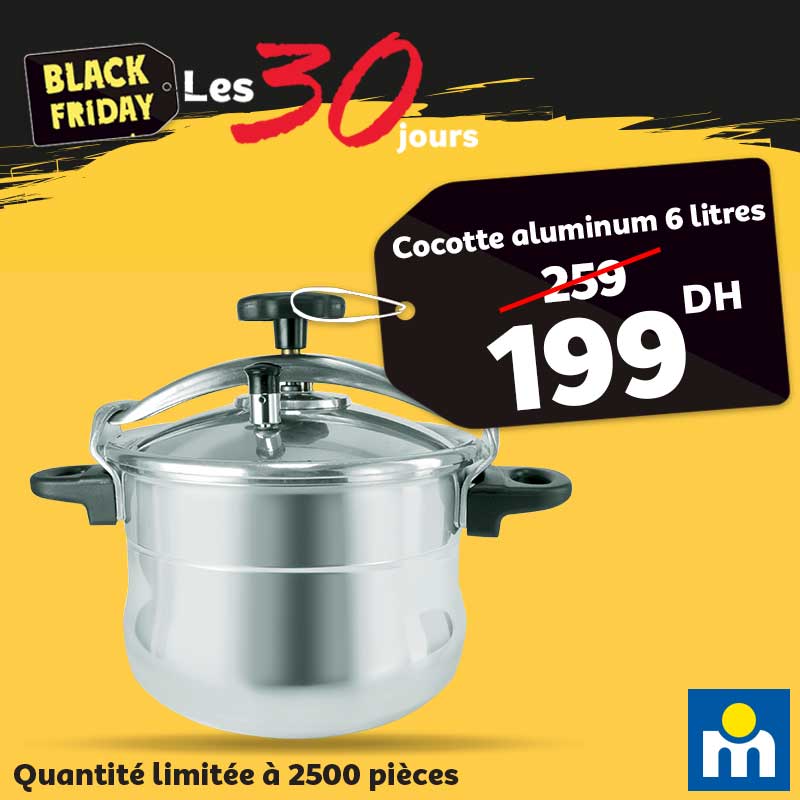 BLACK
FRIDAY
Les 30
jours
Cocotte aluminum 6 litres
259
199 DH
Quantité limitée à 2500 pièces
m